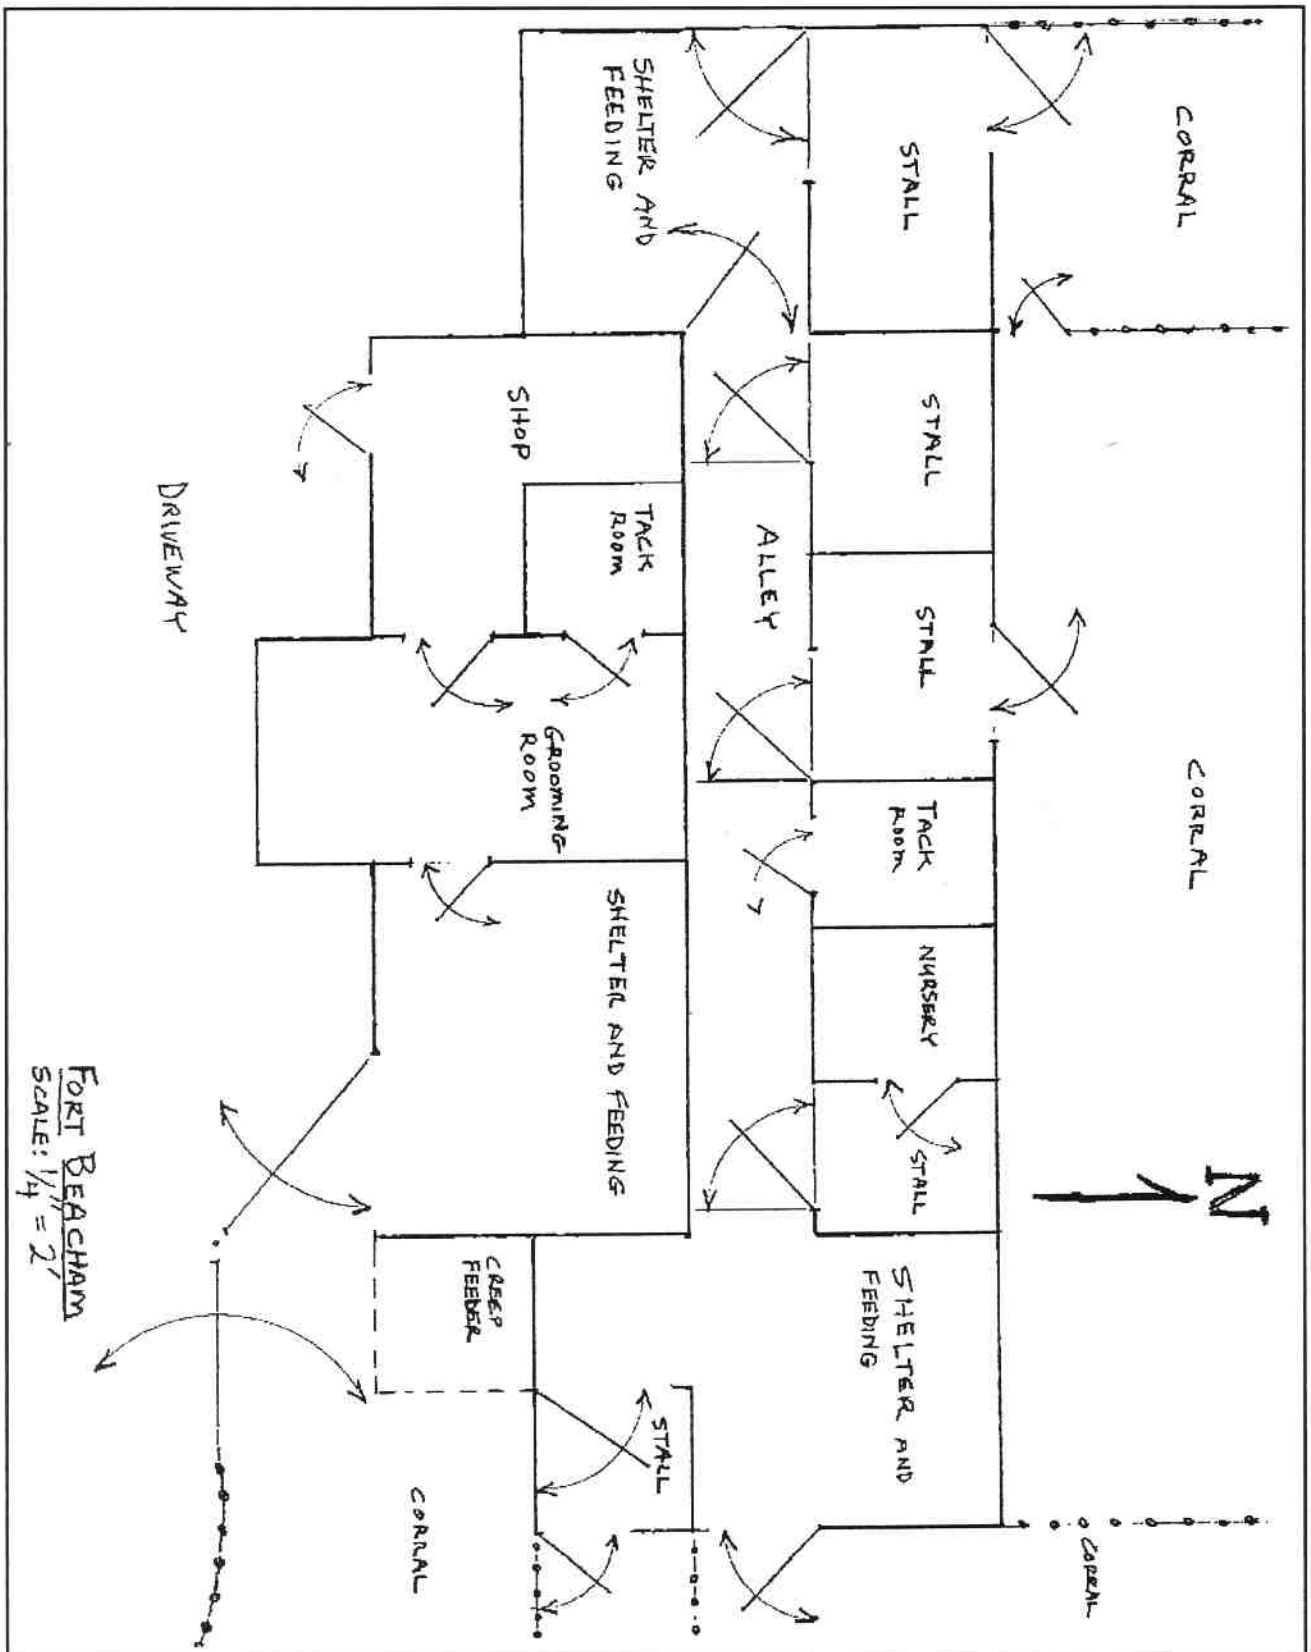 CORRAL
CORRAL
CORRAL
N
STALL
STALL
STALL
TACK
ROOM
NURSERY
STALL
SHELTER AND
FEEDING
SHELTER AND
FEEDING
ALLEY
TACK
ROOM
SHOP
GROOMING
ROOM
SHELTER AND FEEDING
CREEP
FEEDER
STALL
CORRAL
DRIVEWAY
FORT BEACHAM
SCALE: 1/4" = 2'